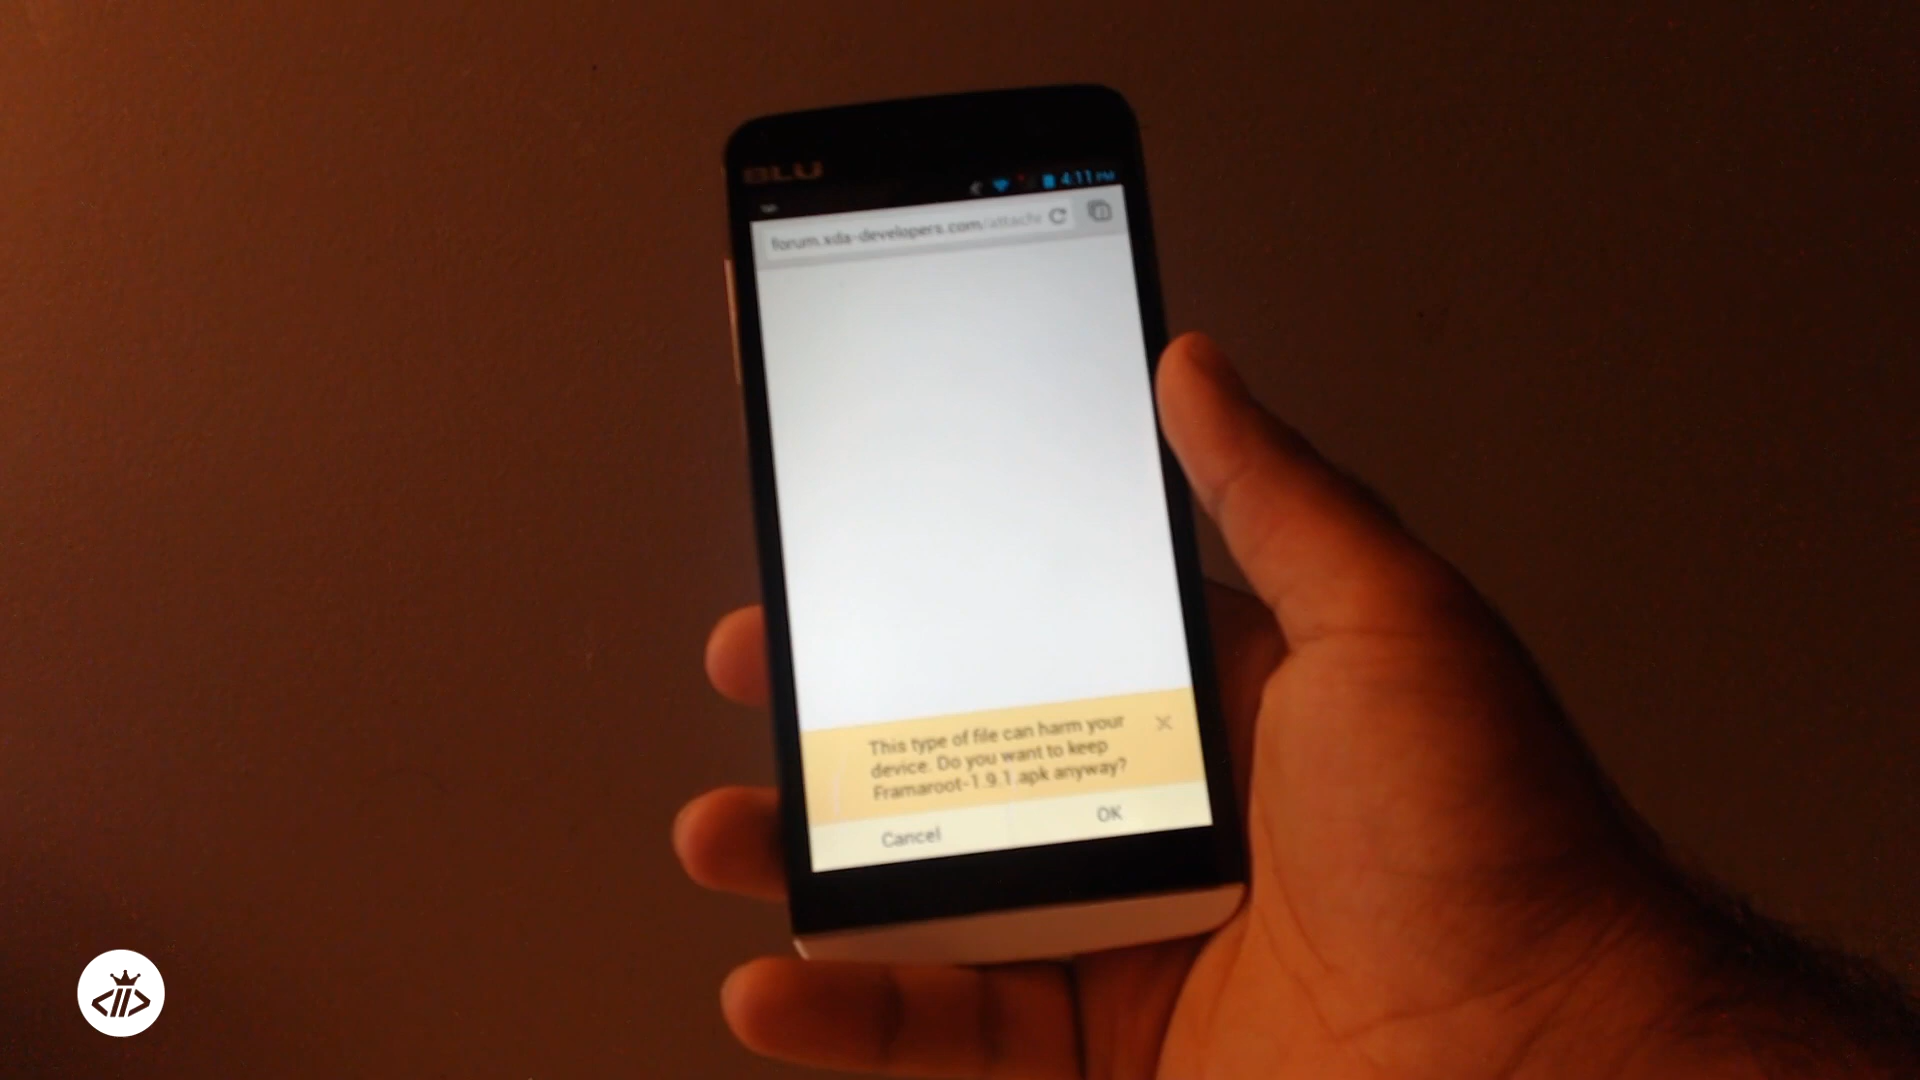 BLU
4:11 PM
forum.xda-developers.com/attach
This type of file can harm your
device. Do you want to keep
Framaroot-1.9.1.apk anyway?
Cancel
OK